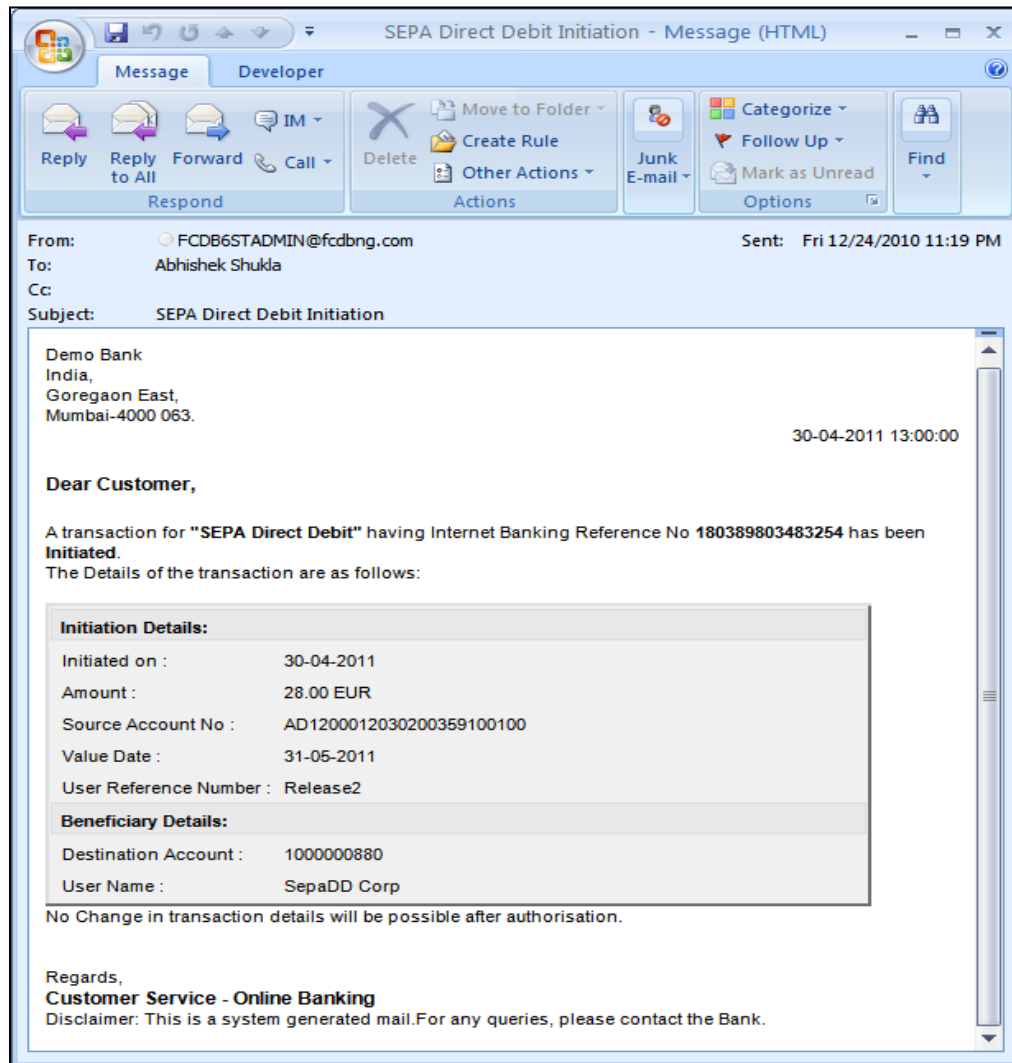 SEPA Direct Debit Initiation - Message (HTML)
Message Developer
Reply
Reply to All
Forward
IM
Call
Respond
Delete
Move to Folder
Create Rule
Other Actions
Actions
Junk E-mail
Categorize
Follow Up
Mark as Unread
Options
Find
From: FCDB6STADMIN@fcdbng.com Sent: Fri 12/24/2010 11:19 PM
To: Abhishek Shukla
Cc:
Subject: SEPA Direct Debit Initiation
Demo Bank
India,
Goregaon East,
Mumbai-4000 063.
30-04-2011 13:00:00
Dear Customer,
A transaction for "SEPA Direct Debit" having Internet Banking Reference No 180389803483254 has been
Initiated.
The Details of the transaction are as follows:
Initiation Details:
Initiated on : 30-04-2011
Amount : 28.00 EUR
Source Account No : AD1200012030200359100100
Value Date : 31-05-2011
User Reference Number : Release2
Beneficiary Details:
Destination Account : 1000000880
User Name : SepaDD Corp
No Change in transaction details will be possible after authorisation.
Regards,
Customer Service - Online Banking
Disclaimer: This is a system generated mail.For any queries, please contact the Bank.